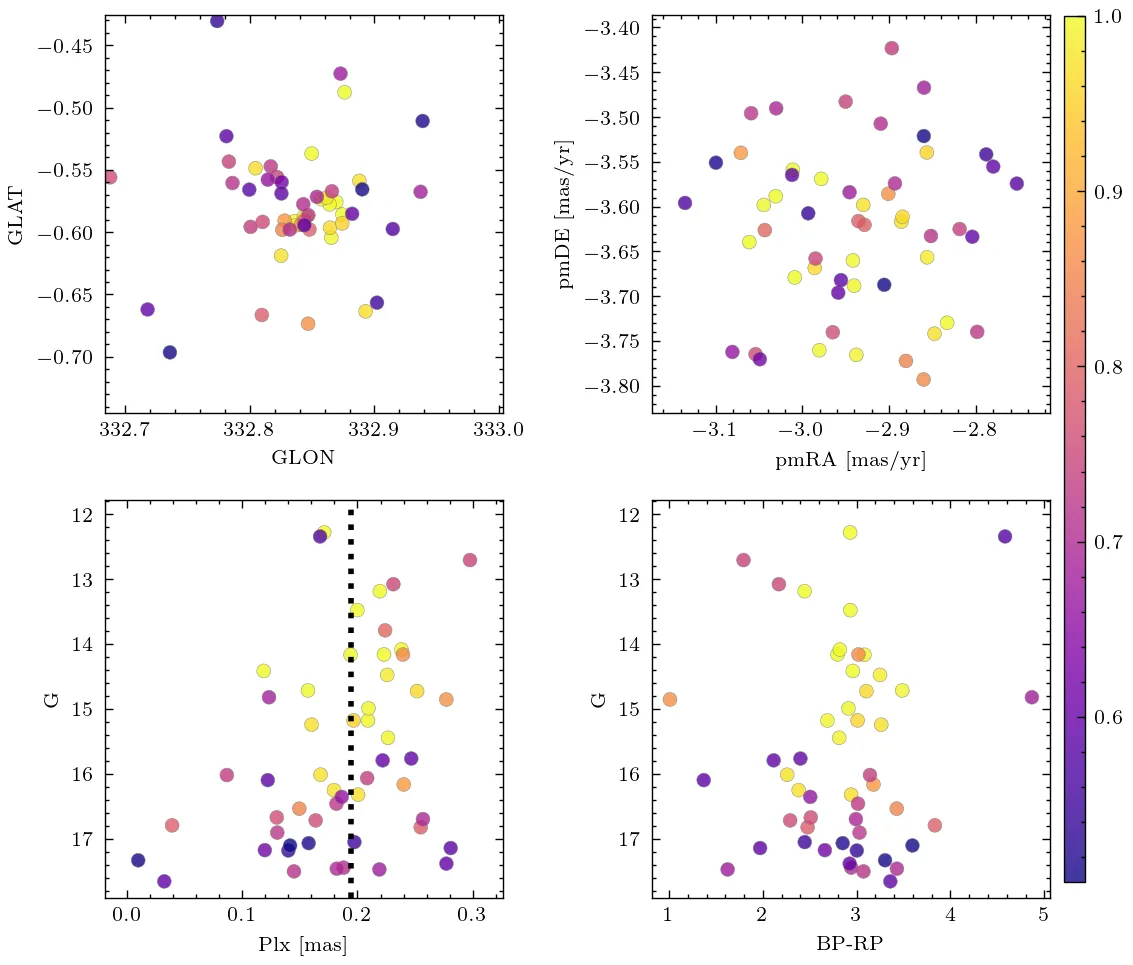 −0.45
−0.50
−0.55
−0.60
−0.65
−0.70
GLAT
332.7 332.8 332.9 333.0
GLON
−3.40
−3.45
−3.50
−3.55
−3.60
−3.65
−3.70
−3.75
−3.80
pmDE [mas/yr]
−3.1 −3.0 −2.9 −2.8
pmRA [mas/yr]
1.0
0.9
0.8
0.7
0.6
12
13
14
15
16
17
G
0.0 0.1 0.2 0.3
Plx [mas]
12
13
14
15
16
17
G
1 2 3 4 5
BP-RP